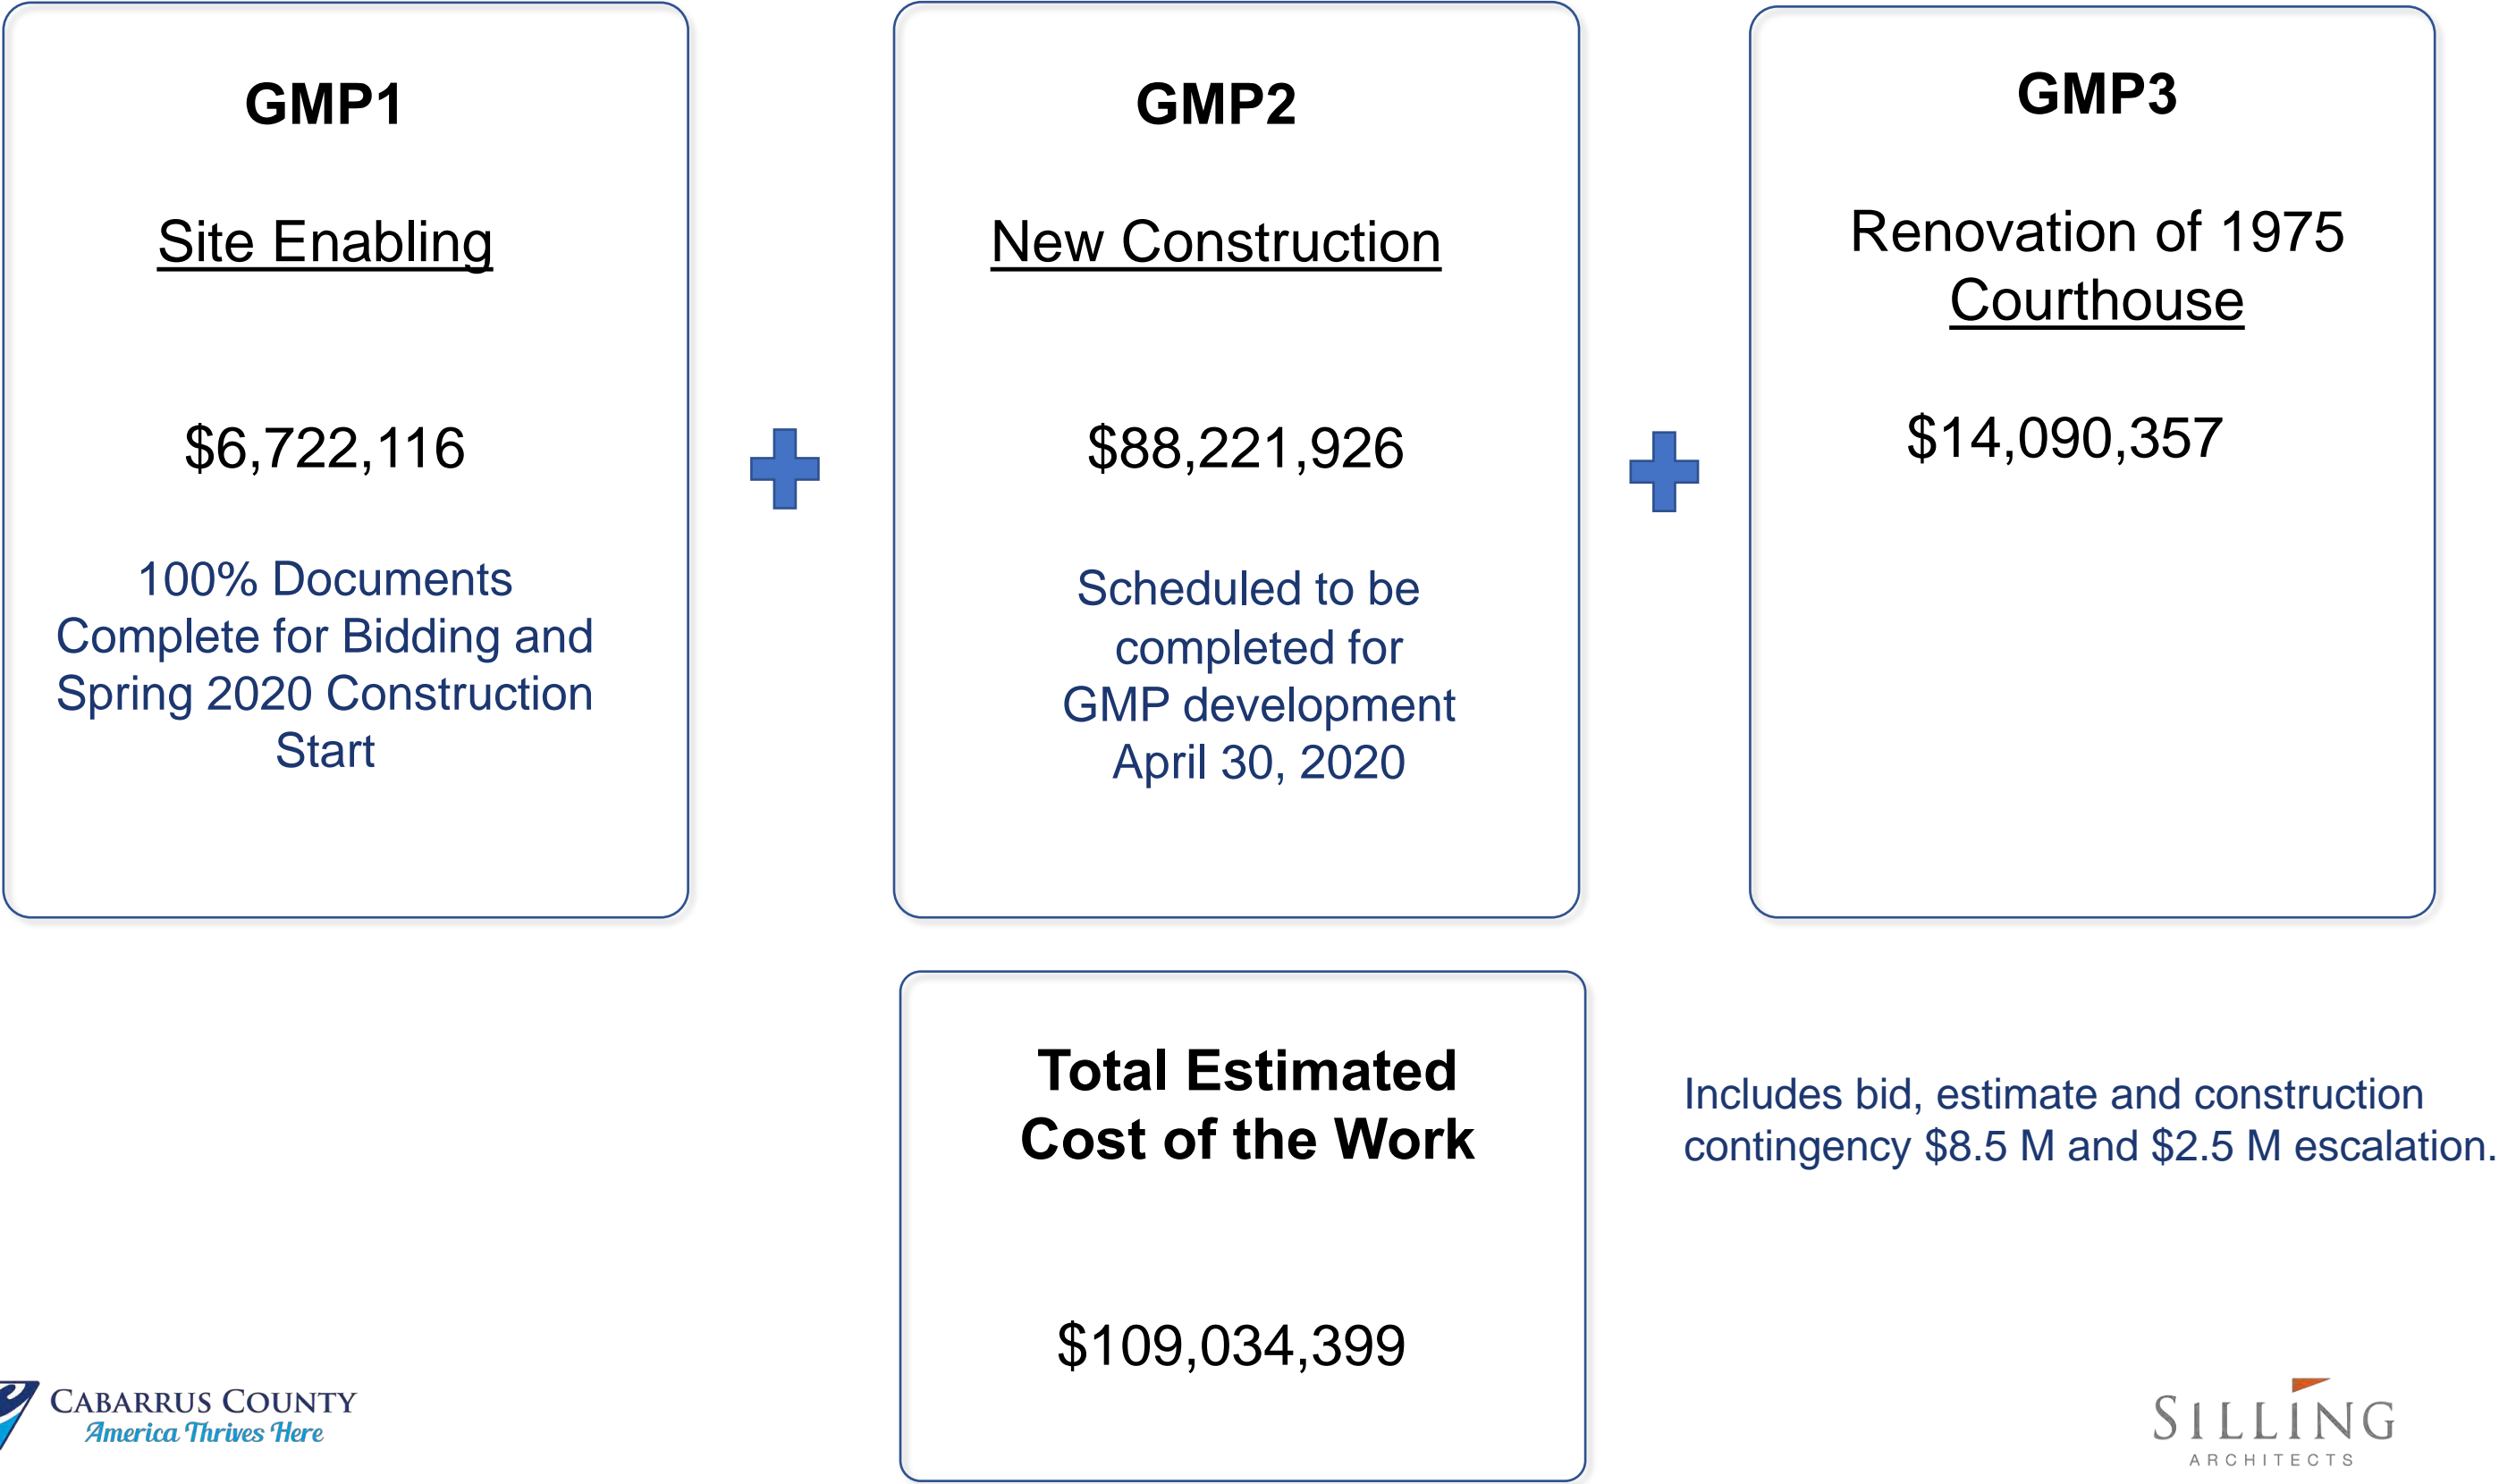 GMP1
Site Enabling
$6,722,116
100% Documents
Complete for Bidding and
Spring 2020 Construction
Start
GMP2
New Construction
$88,221,926
Scheduled to be
completed for
GMP development
April 30, 2020
GMP3
Renovation of 1975
Courthouse
$14,090,357
Total Estimated
Cost of the Work
$109,034,399
Includes bid, estimate and construction
contingency $8.5 M and $2.5 M escalation.
CABARRUS COUNTY
America Thrives Here
SILLING
ARCHITECTS